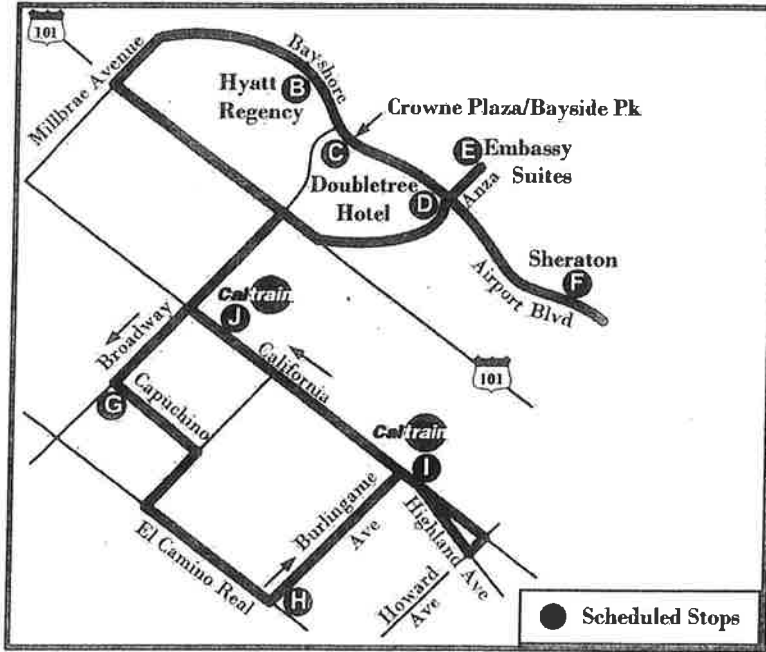 101
Millbrae Avenue
Bayshore
Hyatt
Regency
B
Crowne Plaza/Bayside Pk
C
E
Embassy
Suites
Doubletree
Hotel
D
Anza
Sheraton
F
Airport Blvd
Caltrain
J
Broadway
California
101
G
Capuchino
Caltrain
I
Burlingame
Ave
Highland Ave
El Camino Real
H
Howard
Ave
Scheduled Stops